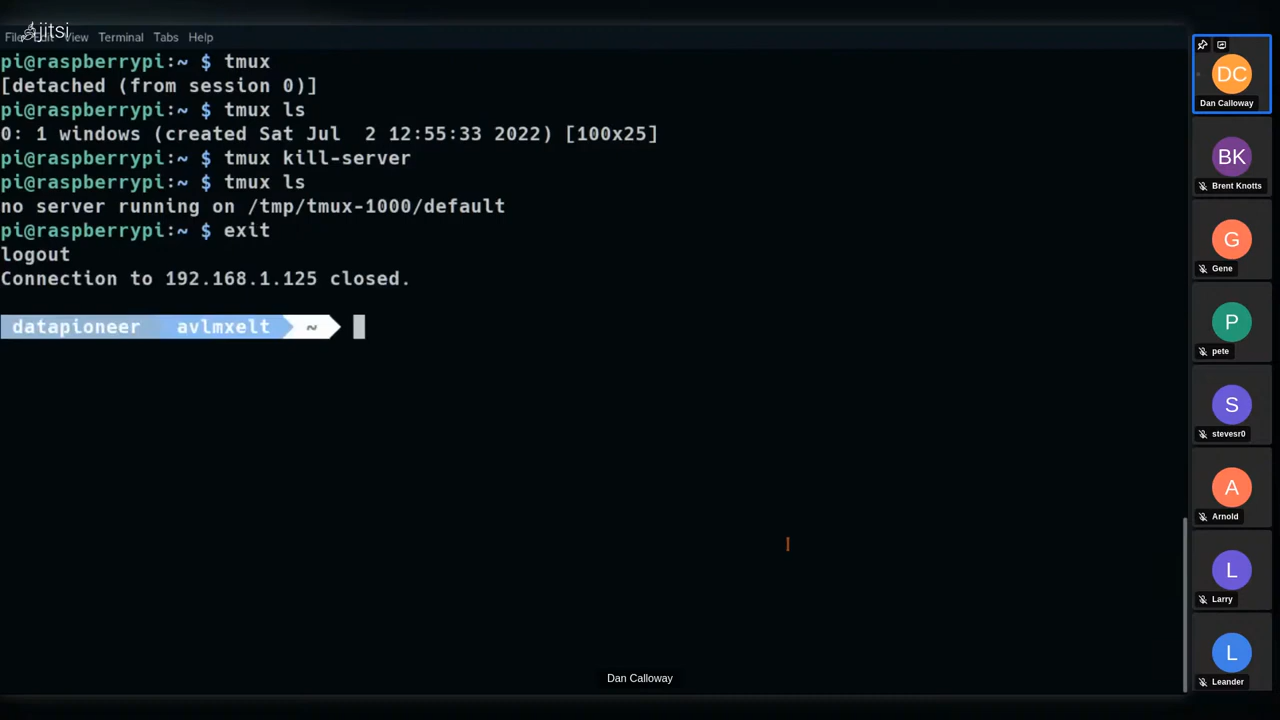 jitsi
File Edit View Terminal Tabs Help
pi@raspberrypi:~ $ tmux
[detached (from session 0)]
pi@raspberrypi:~ $ tmux ls
0: 1 windows (created Sat Jul  2 12:55:33 2022) [100x25]
pi@raspberrypi:~ $ tmux kill-server
pi@raspberrypi:~ $ tmux ls
no server running on /tmp/tmux-1000/default
pi@raspberrypi:~ $ exit
logout
Connection to 192.168.1.125 closed.
datapioneer avlmxelt ~
Dan Calloway
DC
Dan Calloway
BK
Brent Knotts
G
Gene
P
pete
S
stevesr0
A
Arnold
L
Larry
L
Leander